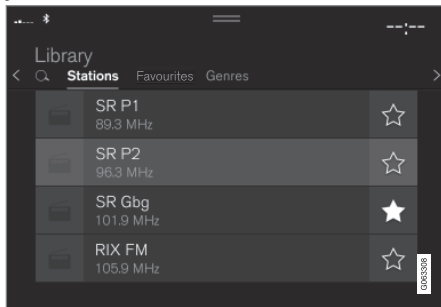 --:--
Library
Stations Favourites Genres
SR P1
89.3 MHz
SR P2
96.3 MHz
SR Gbg
101.9 MHz
RIX FM
105.9 MHz
G063308